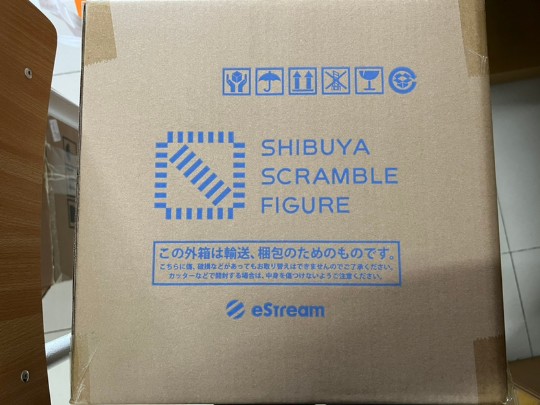 SHIBUYA
SCRAMBLE
FIGURE
この外箱は輸送、梱包のためのものです。
こちらに傷、破損などがあってもお取り替えはできませんのでご了承ください。
カッターなどで開封する場合は、中身を傷つけないようご注意ください。
eStream